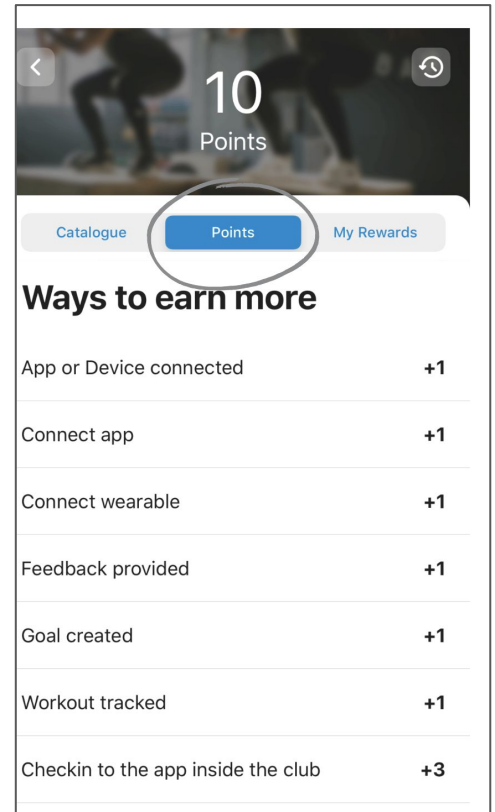 10
Points
Catalogue Points My Rewards
Ways to earn more
App or Device connected +1
Connect app +1
Connect wearable +1
Feedback provided +1
Goal created +1
Workout tracked +1
Checkin to the app inside the club +3